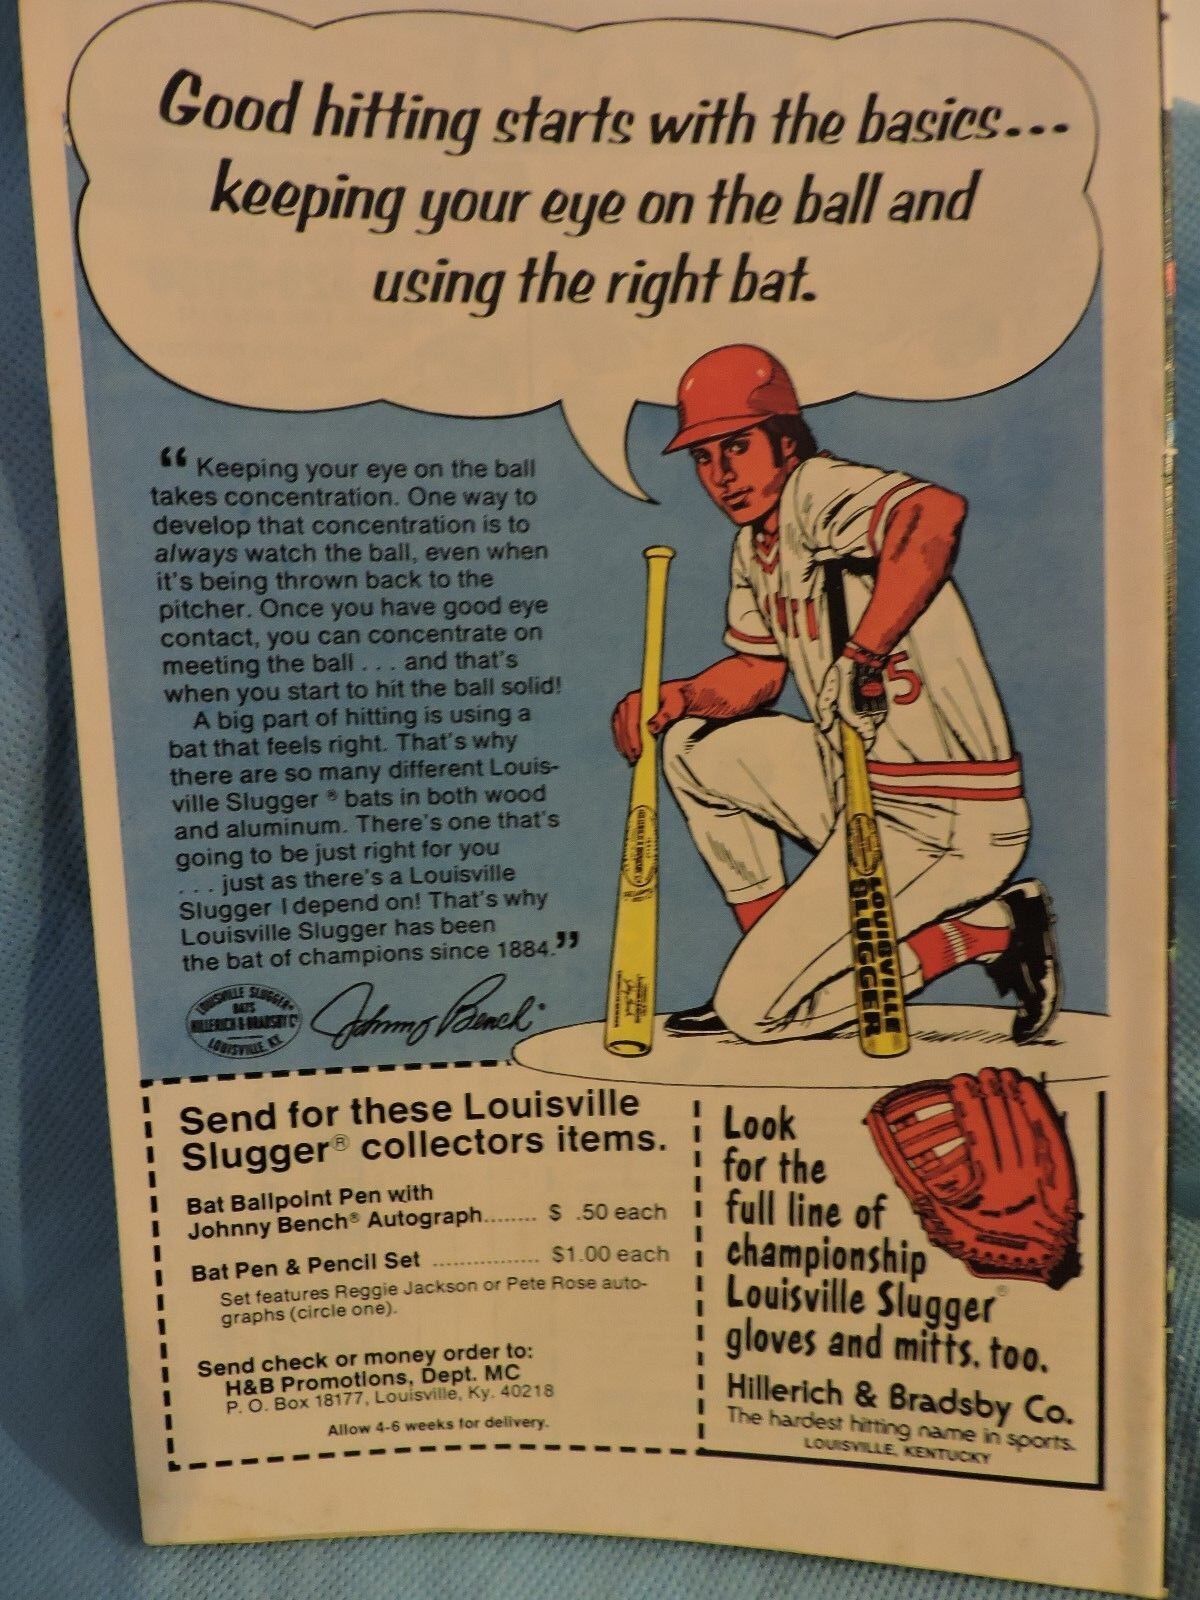 Good hitting starts with the basics...
keeping your eye on the ball and
using the right bat.
“ Keeping your eye on the ball
takes concentration. One way to
develop that concentration is to
always watch the ball, even when
it's being thrown back to the
pitcher. Once you have good eye
contact, you can concentrate on
meeting the ball . . . and that's
when you start to hit the ball solid!
A big part of hitting is using a
bat that feels right. That's why
there are so many different Louis-
ville Slugger ® bats in both wood
and aluminum. There's one that's
going to be just right for you
. . . just as there's a Louisville
Slugger I depend on! That's why
Louisville Slugger has been
the bat of champions since 1884.”
LOUISVILLE SLUGGER
BATS
HILLERICH & BRADSBY Co
LOUISVILLE, KY.
Johnny Bench
5
LOUISVILLE
SLUGGER
Send for these Louisville
Slugger® collectors items.
Bat Ballpoint Pen with
Johnny Bench® Autograph........ $ .50 each
Bat Pen & Pencil Set ................. $1.00 each
Set features Reggie Jackson or Pete Rose auto-
graphs (circle one).
Send check or money order to:
H&B Promotions, Dept. MC
P. O. Box 18177, Louisville, Ky. 40218
Allow 4-6 weeks for delivery.
Look
for the
full line of
championship
Louisville Slugger®
gloves and mitts, too.
Hillerich & Bradsby Co.
The hardest hitting name in sports.
LOUISVILLE, KENTUCKY